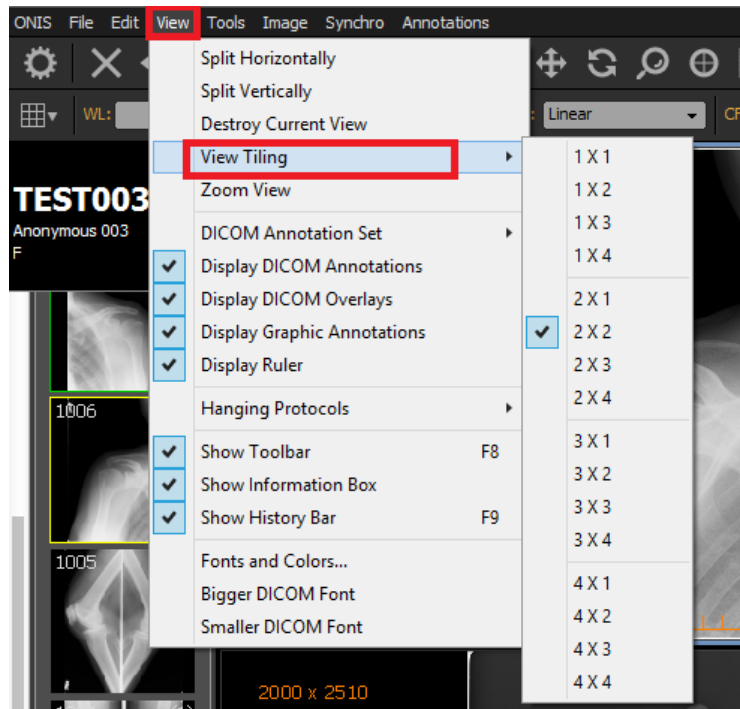 ONIS File Edit View Tools Image Synchro Annotations
WL:
Linear
TEST003
Anonymous 003
F
Split Horizontally
Split Vertically
Destroy Current View
View Tiling
Zoom View
DICOM Annotation Set
Display DICOM Annotations
Display DICOM Overlays
Display Graphic Annotations
Display Ruler
Hanging Protocols
Show Toolbar F8
Show Information Box
Show History Bar F9
Fonts and Colors...
Bigger DICOM Font
Smaller DICOM Font
1 X 1
1 X 2
1 X 3
1 X 4
2 X 1
2 X 2
2 X 3
2 X 4
3 X 1
3 X 2
3 X 3
3 X 4
4 X 1
4 X 2
4 X 3
4 X 4
1006
1005
2000 x 2510